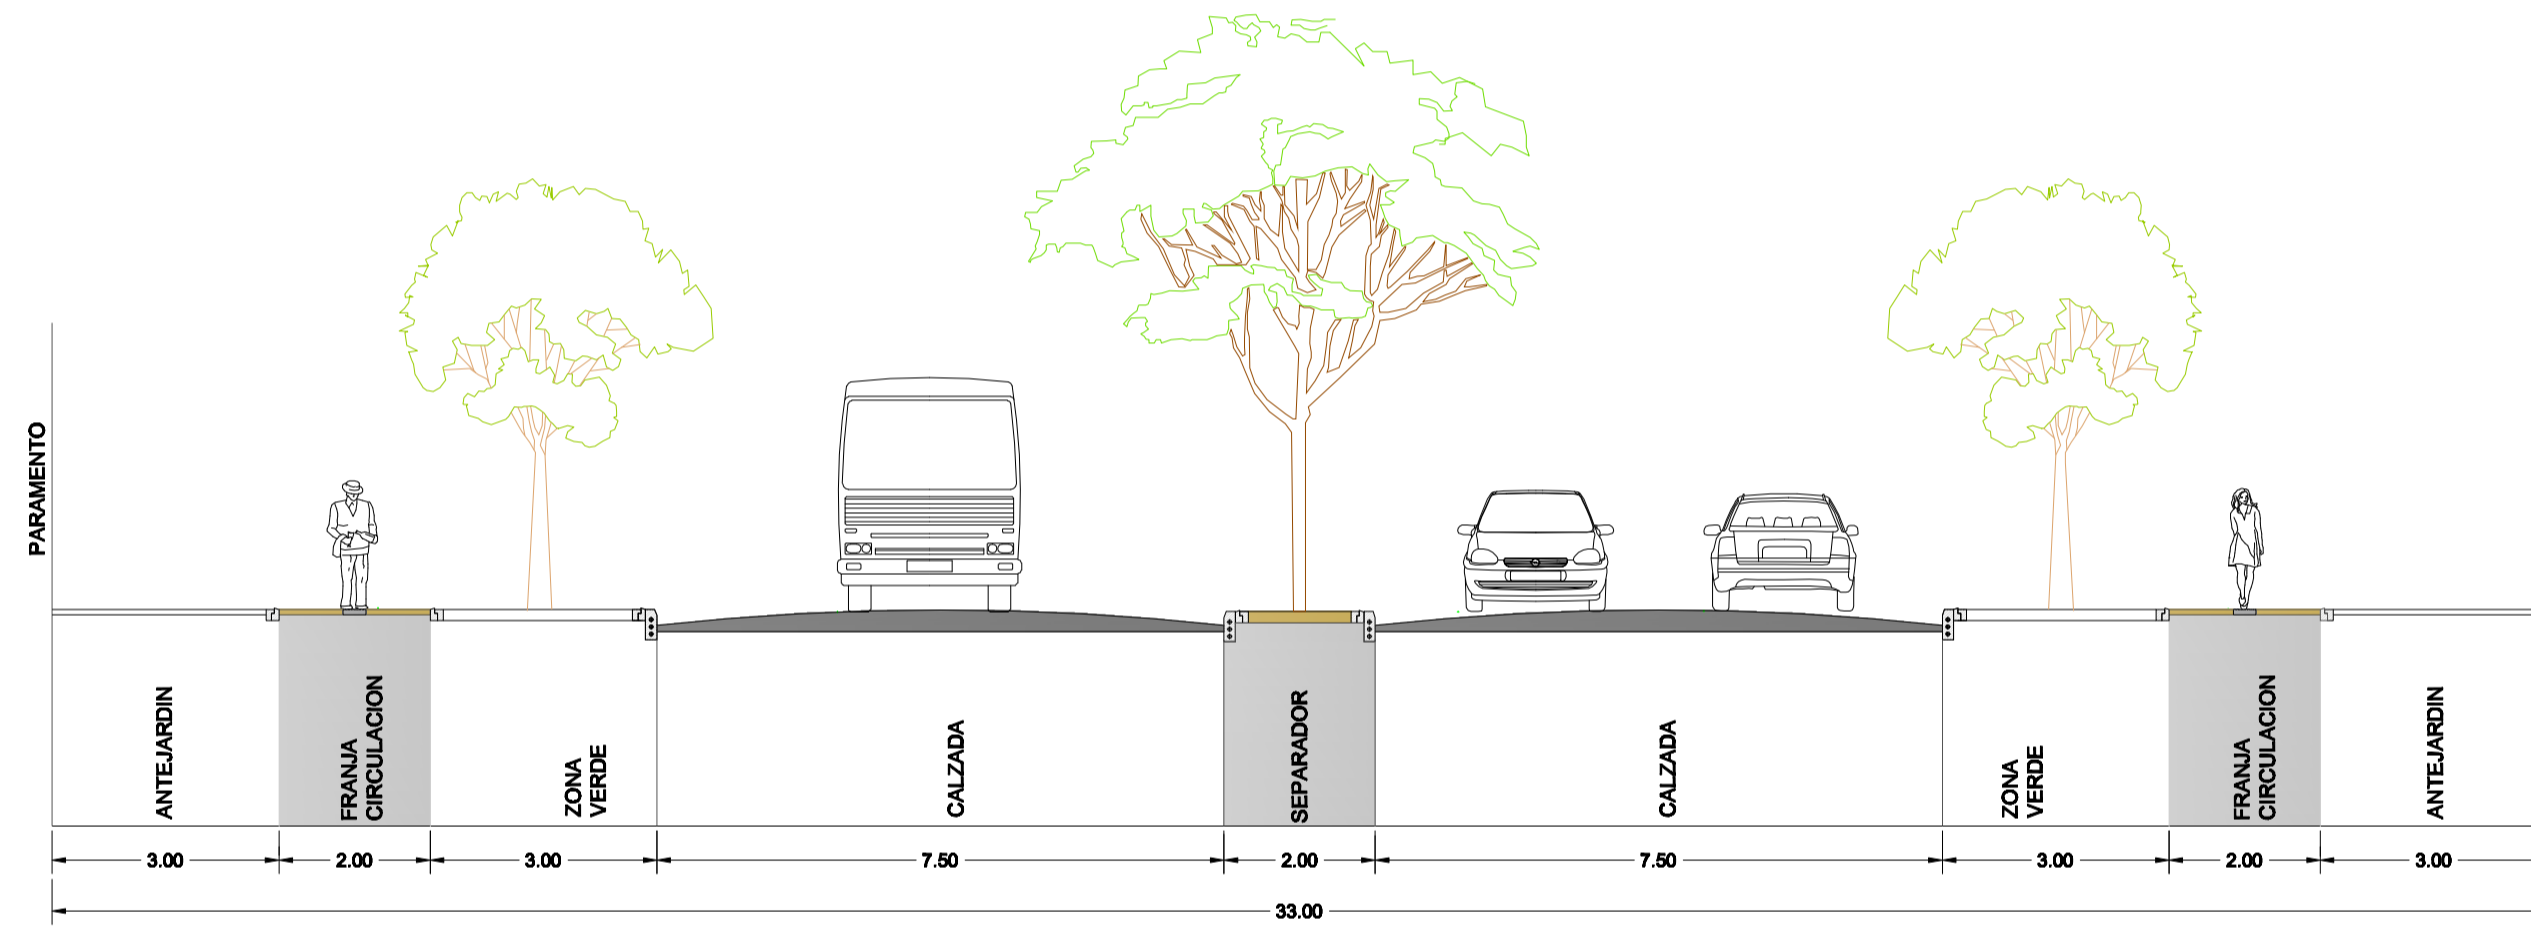 PARAMENTO
ANTEJARDIN
FRANJA
CIRCULACION
ZONA
VERDE
CALZADA
SEPARADOR
CALZADA
ZONA
VERDE
FRANJA
CIRCULACION
ANTEJARDIN
3.00 2.00 3.00 7.50 2.00 7.50 3.00 2.00 3.00
33.00